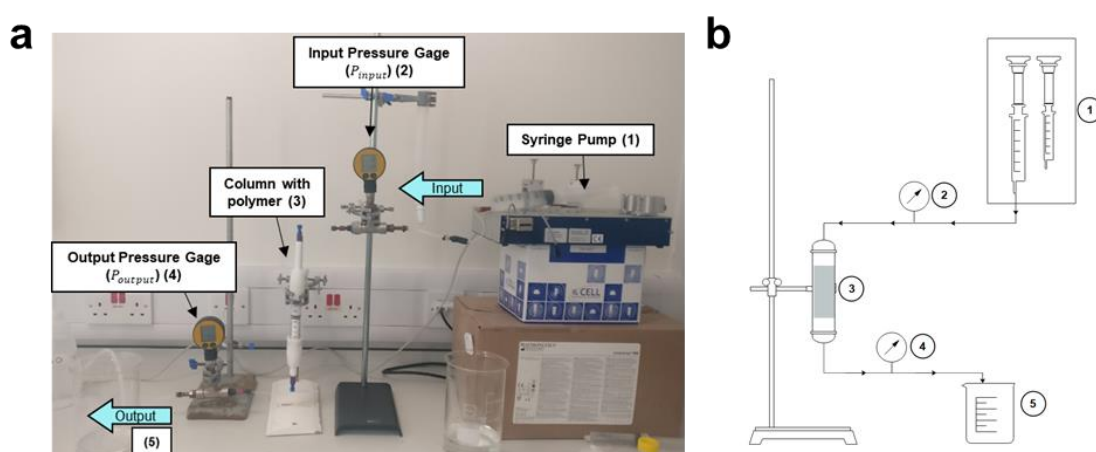 a
b
Input Pressure Gage
(P_input) (2)
Syringe Pump (1)
Input
Column with
polymer (3)
Output Pressure Gage
(P_output) (4)
CELL
Output
(5)
1
2
3
4
5